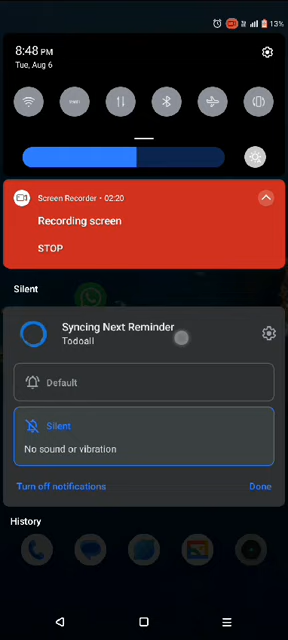 13%
8:48 PM
Tue, Aug 6
Screen Recorder • 02:20
Recording screen
STOP
Silent
Syncing Next Reminder
Todoall
Default
Silent
No sound or vibration
Turn off notifications
Done
History